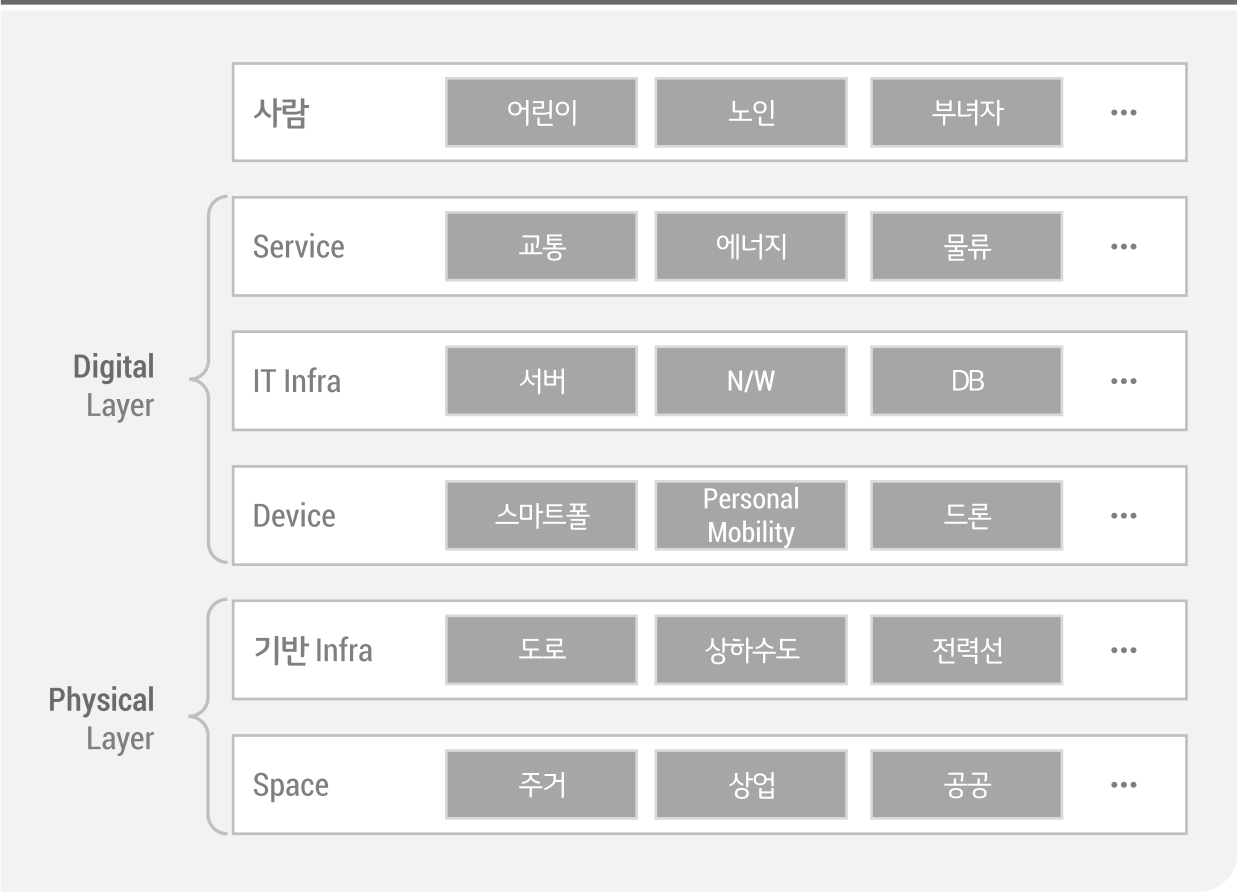 사람 어린이 노인 부녀자 •••
Service 교통 에너지 물류 •••
Digital
Layer
IT Infra 서버 N/W DB •••
Device 스마트폴 Personal
Mobility 드론 •••
기반 Infra 도로 상하수도 전력선 •••
Physical
Layer
Space 주거 상업 공공 •••